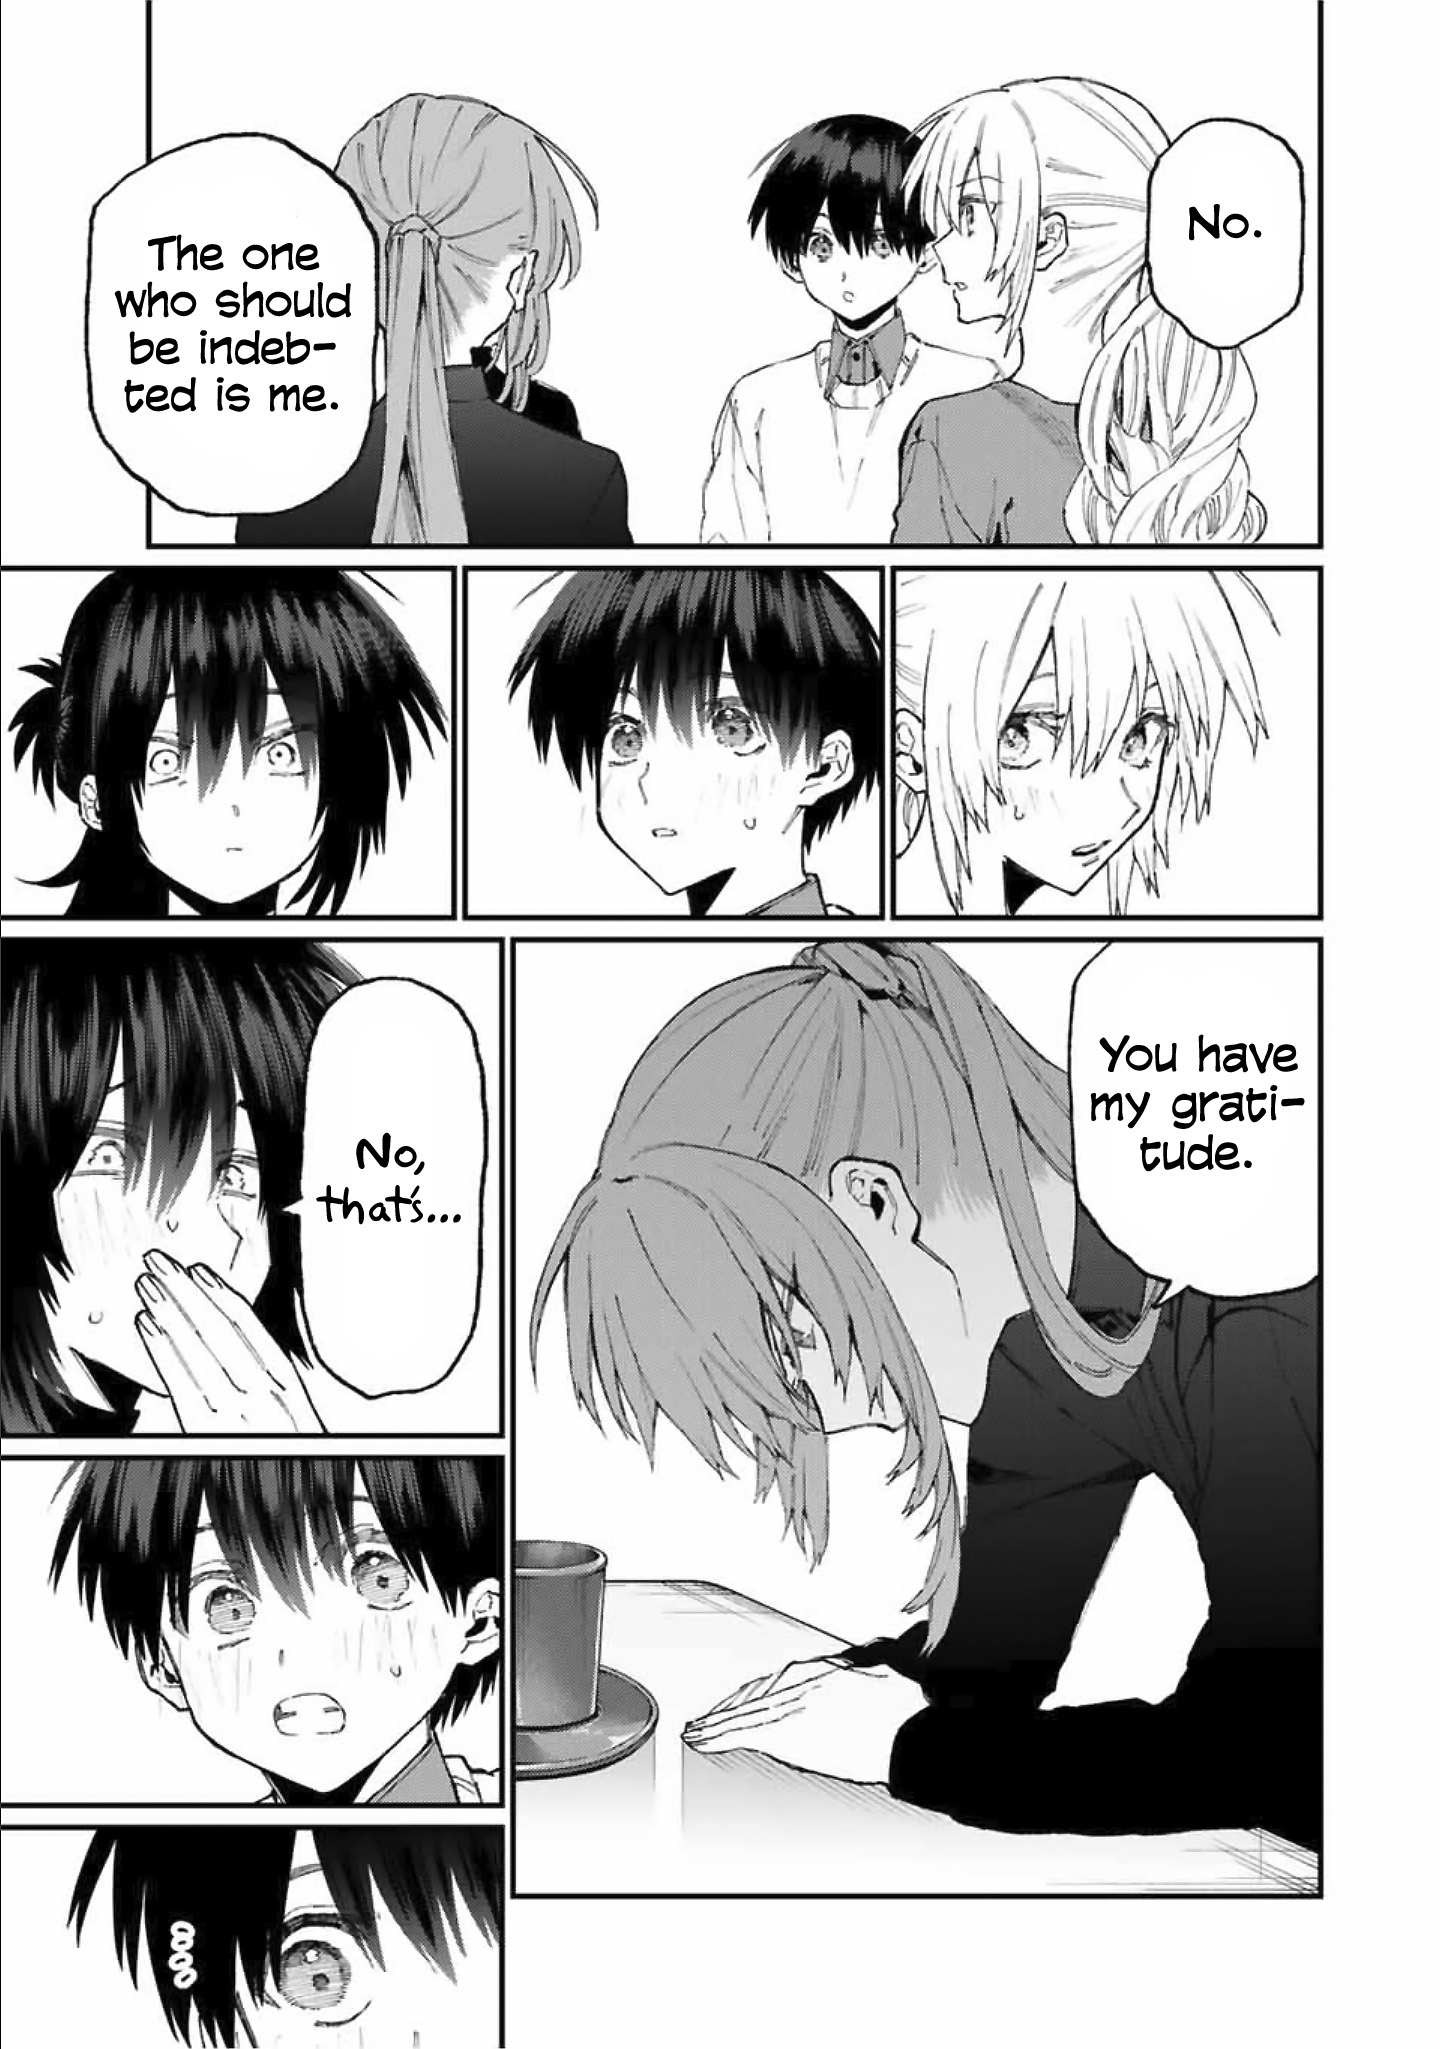 No.
The one
who should
be indeb-
ted is me.
You have
my grati-
tude.
No,
that's...